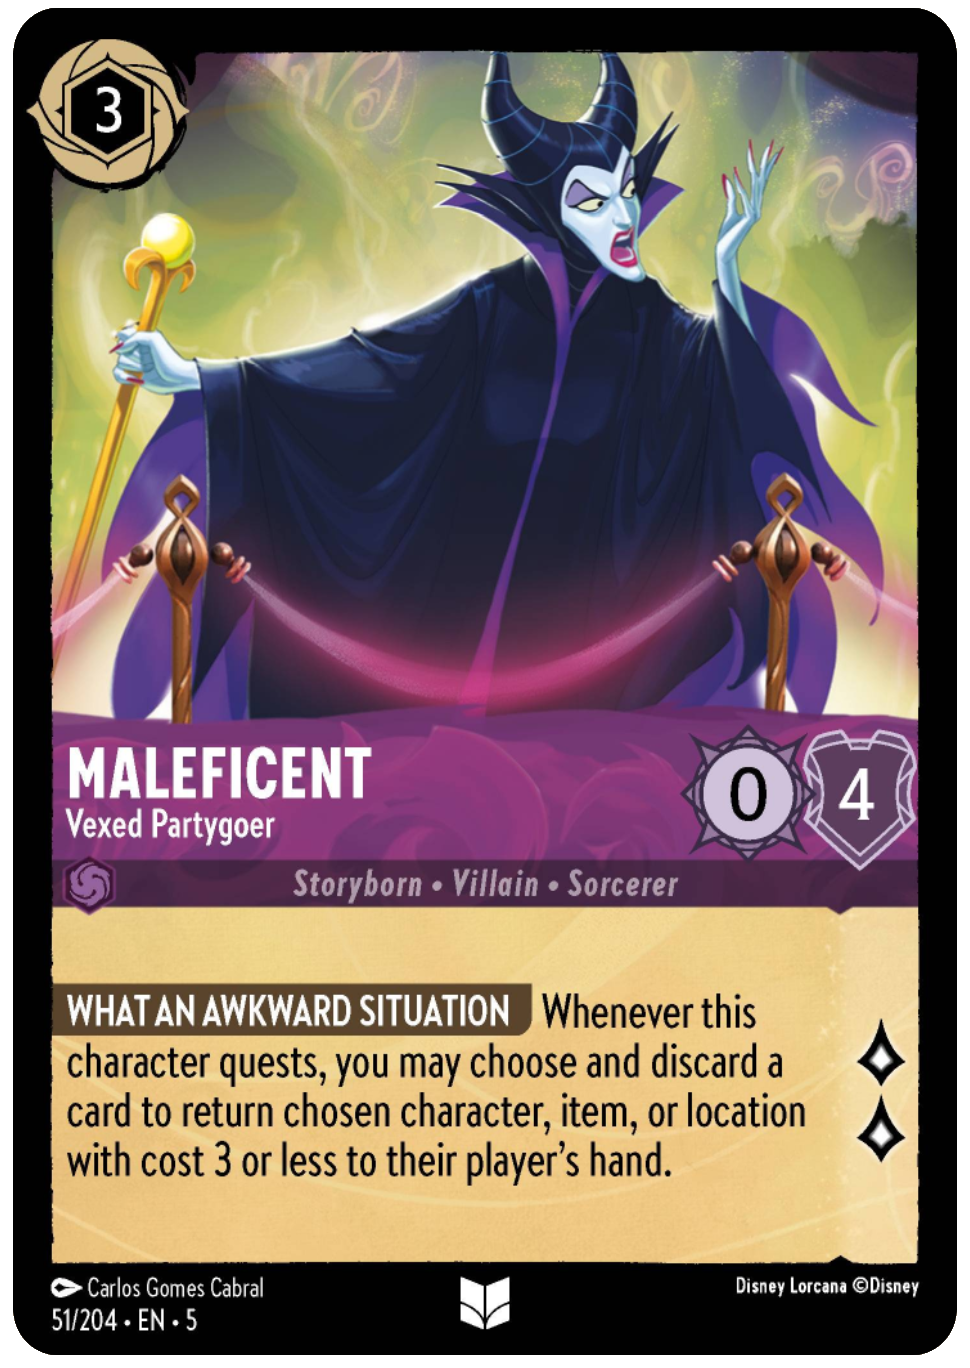 3
MALEFICENT
Vexed Partygoer
0
4
Storyborn • Villain • Sorcerer
WHAT AN AWKWARD SITUATION Whenever this
character quests, you may choose and discard a
card to return chosen character, item, or location
with cost 3 or less to their player's hand.
Carlos Gomes Cabral
Disney Lorcana ©Disney
51/204 • EN • 5